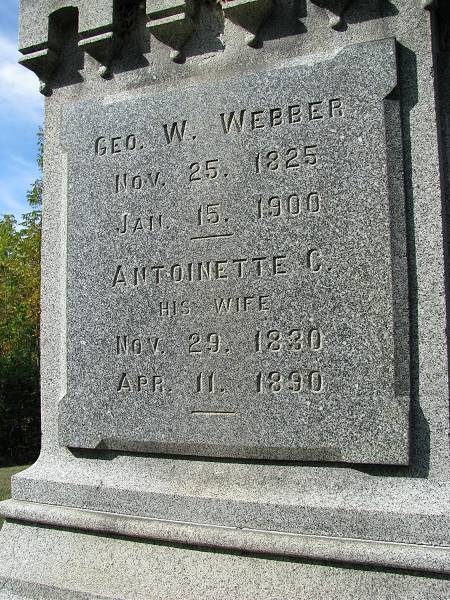 GEO. W. WEBBER
NOV. 25. 1825
JAN. 15. 1900
ANTOINETTE C.
HIS WIFE
NOV. 29. 1830
APR. 11. 1890